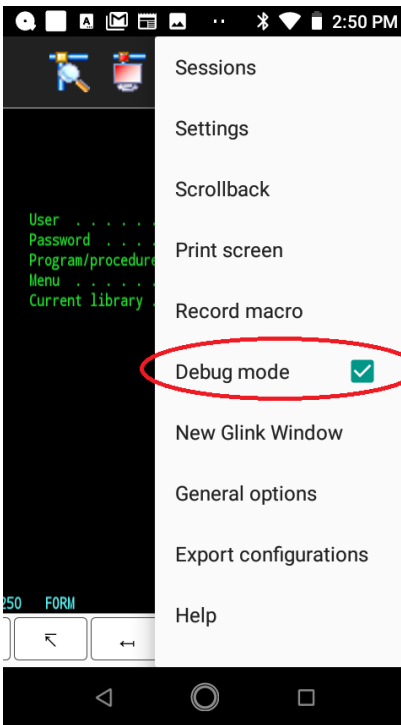 2:50 PM
Sessions
Settings
Scrollback
Print screen
Record macro
Debug mode
New Glink Window
General options
Export configurations
Help
User . . . . . .
Password . . . .
Program/procedure
Menu . . . . . .
Current library .
250 FORM